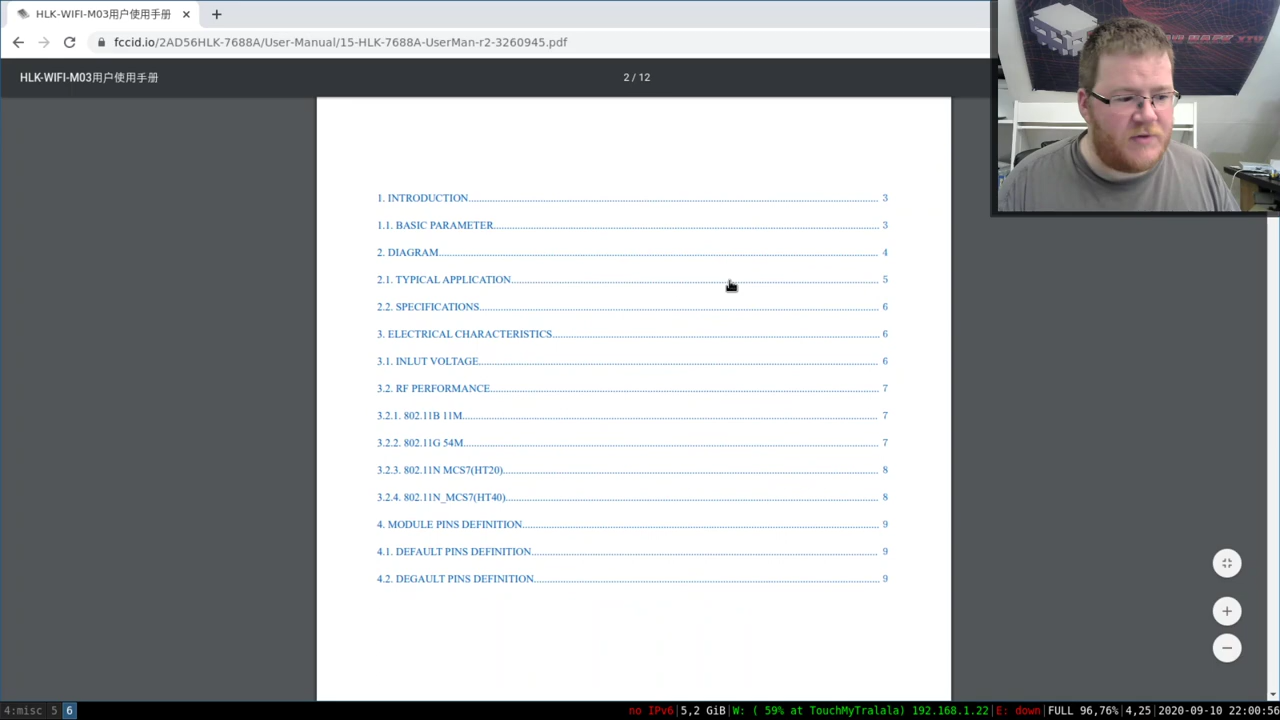 HLK-WIFI-M03用户使用手册
fccid.io/2AD56HLK-7688A/User-Manual/15-HLK-7688A-UserMan-r2-3260945.pdf
HLK-WIFI-M03用户使用手册
2 / 12
1. INTRODUCTION 3
1.1. BASIC PARAMETER 3
2. DIAGRAM 4
2.1. TYPICAL APPLICATION 5
2.2. SPECIFICATIONS 6
3. ELECTRICAL CHARACTERISTICS 6
3.1. INLUT VOLTAGE 6
3.2. RF PERFORMANCE 7
3.2.1. 802.11B 11M 7
3.2.2. 802.11G 54M 7
3.2.3. 802.11N MCS7(HT20) 8
3.2.4. 802.11N_MCS7(HT40) 8
4. MODULE PINS DEFINITION 9
4.1. DEFAULT PINS DEFINITION 9
4.2. DEGAULT PINS DEFINITION 9
4:misc 5 6
no IPv6|5,2 GiB|W: ( 59% at TouchMyTralala) 192.168.1.22|E: down|FULL 96,76%|4,25|2020-09-10 22:00:56